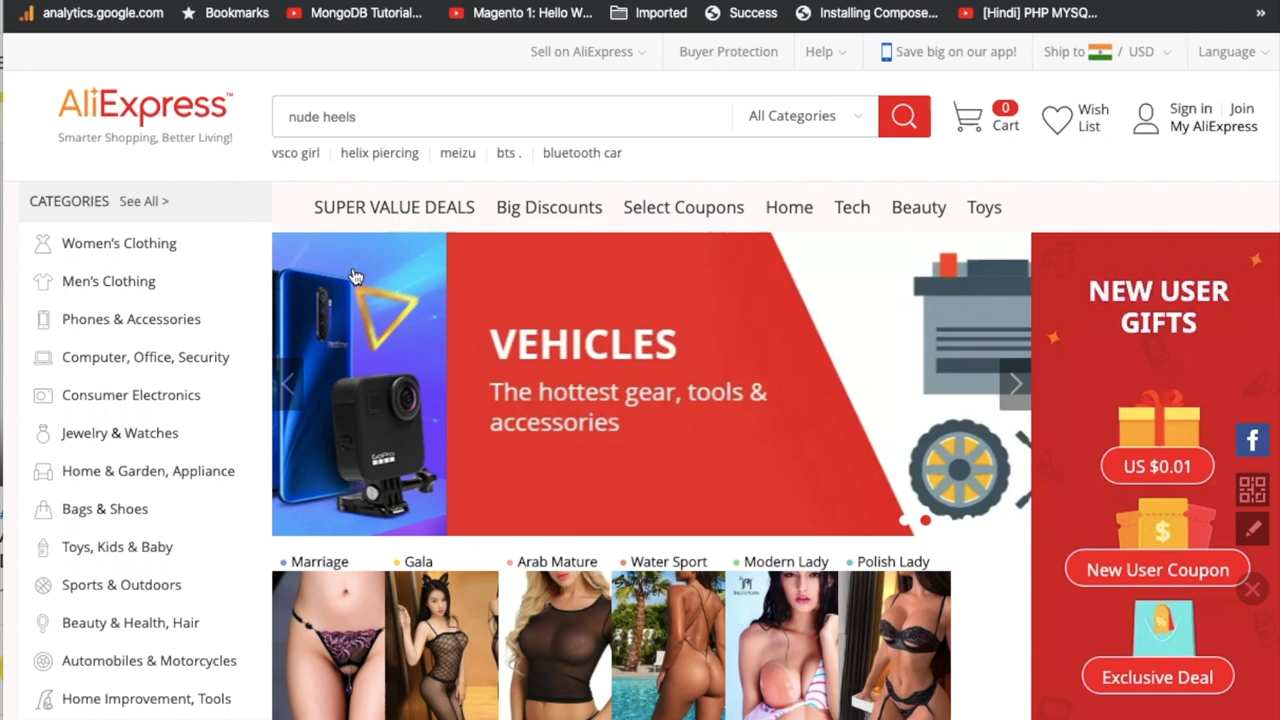 analytics.google.com Bookmarks MongoDB Tutorial... Magento 1: Hello W... Imported Success Installing Compose... [Hindi] PHP MYSQ... »
Sell on AliExpress Buyer Protection Help Save big on our app! Ship to / USD Language
AliExpress™
Smarter Shopping, Better Living!
nude heels All Categories
0
Cart
Wish
List
Sign in Join
My AliExpress
vsco girl helix piercing meizu bts . bluetooth car
CATEGORIES See All >
SUPER VALUE DEALS Big Discounts Select Coupons Home Tech Beauty Toys
Women's Clothing
Men's Clothing
Phones & Accessories
Computer, Office, Security
Consumer Electronics
Jewelry & Watches
Home & Garden, Appliance
Bags & Shoes
Toys, Kids & Baby
Sports & Outdoors
Beauty & Health, Hair
Automobiles & Motorcycles
Home Improvement, Tools
realme
GoPro
VEHICLES
The hottest gear, tools &
accessories
NEW USER
GIFTS
US $0.01
$
New User Coupon
%
Exclusive Deal
f
Marriage Gala Arab Mature Water Sport Modern Lady Polish Lady